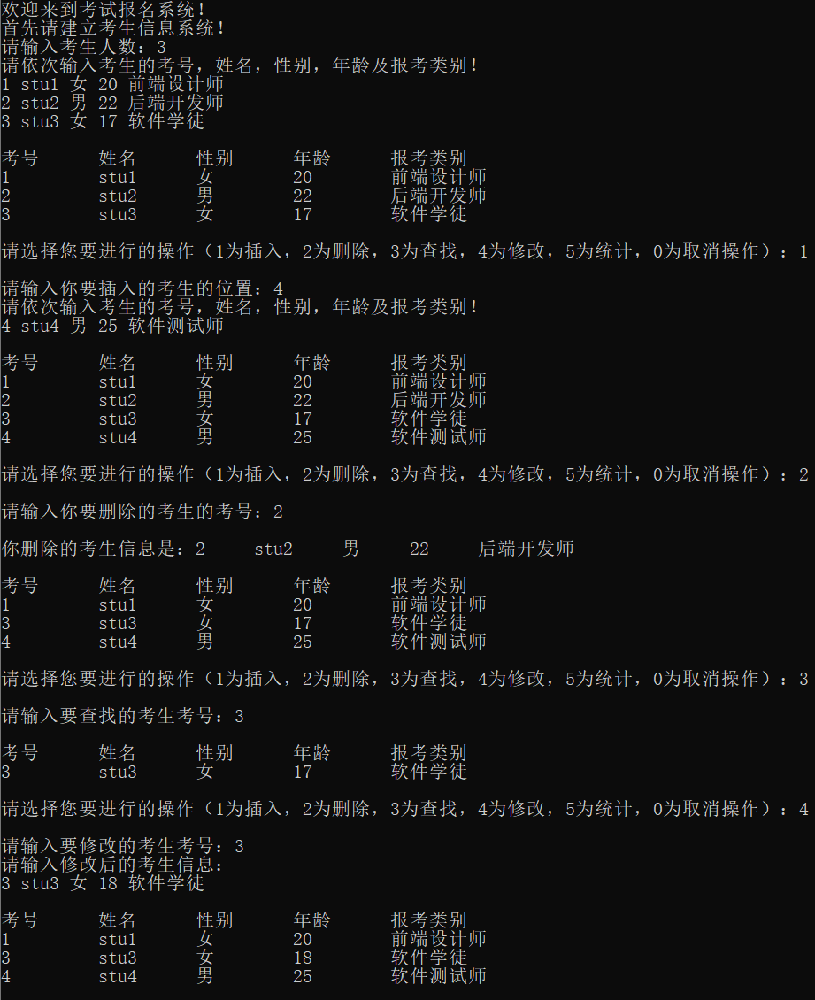 欢迎来到考试报名系统！
首先请建立考生信息系统！
请输入考生人数：3
请依次输入考生的考号，姓名，性别，年龄及报考类别！
1 stu1 女 20 前端设计师
2 stu2 男 22 后端开发师
3 stu3 女 17 软件学徒
考号 姓名 性别 年龄 报考类别
1 stu1 女 20 前端设计师
2 stu2 男 22 后端开发师
3 stu3 女 17 软件学徒
请选择您要进行的操作（1为插入，2为删除，3为查找，4为修改，5为统计，0为取消操作）：1
请输入你要插入的考生的位置：4
请依次输入考生的考号，姓名，性别，年龄及报考类别！
4 stu4 男 25 软件测试师
考号 姓名 性别 年龄 报考类别
1 stu1 女 20 前端设计师
2 stu2 男 22 后端开发师
3 stu3 女 17 软件学徒
4 stu4 男 25 软件测试师
请选择您要进行的操作（1为插入，2为删除，3为查找，4为修改，5为统计，0为取消操作）：2
请输入你要删除的考生的考号：2
你删除的考生信息是：2 stu2 男 22 后端开发师
考号 姓名 性别 年龄 报考类别
1 stu1 女 20 前端设计师
3 stu3 女 17 软件学徒
4 stu4 男 25 软件测试师
请选择您要进行的操作（1为插入，2为删除，3为查找，4为修改，5为统计，0为取消操作）：3
请输入要查找的考生考号：3
考号 姓名 性别 年龄 报考类别
3 stu3 女 17 软件学徒
请选择您要进行的操作（1为插入，2为删除，3为查找，4为修改，5为统计，0为取消操作）：4
请输入要修改的考生考号：3
请输入修改后的考生信息：
3 stu3 女 18 软件学徒
考号 姓名 性别 年龄 报考类别
1 stu1 女 20 前端设计师
3 stu3 女 18 软件学徒
4 stu4 男 25 软件测试师